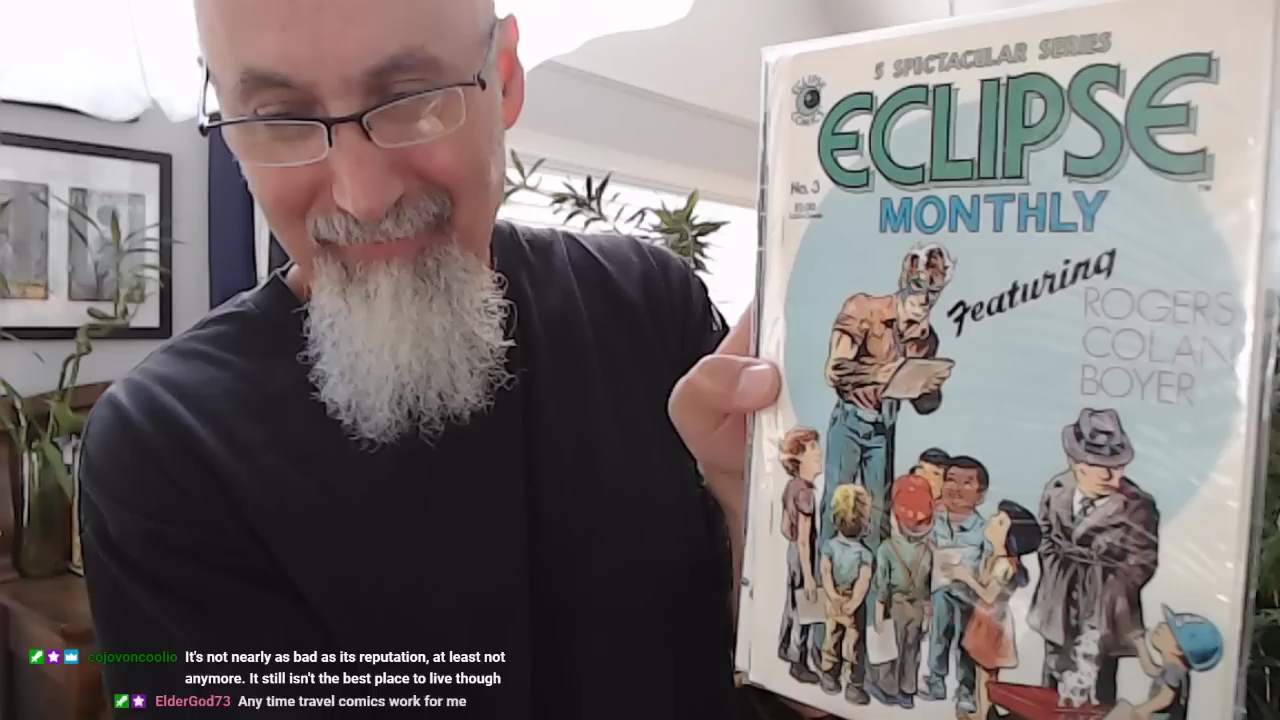 5 SPECTACULAR SERIES
ECLIPSE
MONTHLY
No. 3
Featuring
ROGERS
COLAN
BOYER
cojovoncoolio It's not nearly as bad as its reputation, at least not
anymore. It still isn't the best place to live though
ElderGod73 Any time travel comics work for me